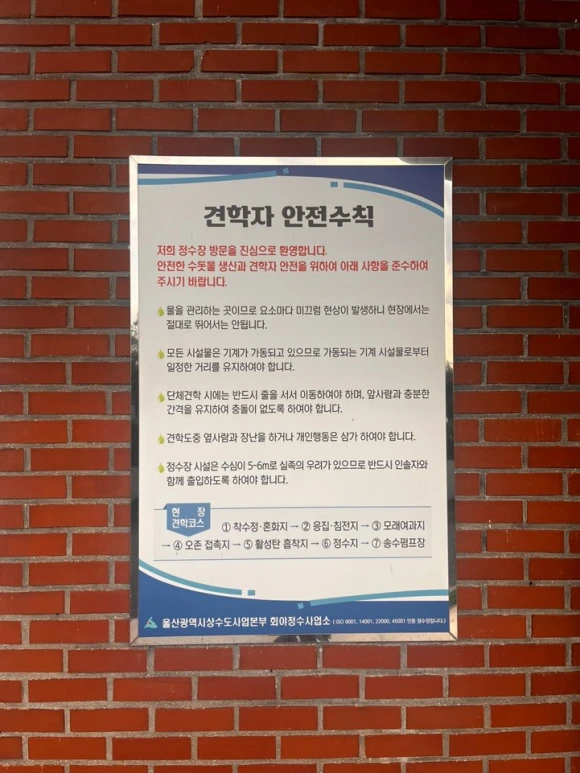 견학자 안전수칙
저희 정수장 방문을 진심으로 환영합니다.
안전한 수돗물 생산과 견학자 안전을 위하여 아래 사항을 준수하여
주시기 바랍니다.
물을 관리하는 곳이므로 요소마다 미끄럼 현상이 발생하니 현장에서는
절대로 뛰어서는 안됩니다.
모든 시설물은 기계가 가동되고 있으므로 가동되는 기계 시설물로부터
일정한 거리를 유지하여야 합니다.
단체견학 시에는 반드시 줄을 서서 이동하여야 하며, 앞사람과 충분한
간격을 유지하여 충돌이 없도록 하여야 합니다.
견학도중 옆사람과 장난을 하거나 개인행동은 삼가 하여야 합니다.
정수장 시설은 수심이 5~6m로 실족의 우려가 있으므로 반드시 인솔자와
함께 출입하도록 하여야 합니다.
현 장
견학코스
① 착수정·혼화지 → ② 응집·침전지 → ③ 모래여과지
→ ④ 오존 접촉지 → ⑤ 활성탄 흡착지 → ⑥ 정수지 → ⑦ 송수펌프장
울산광역시상수도사업본부 회야정수사업소 (ISO 9001, 14001, 22000, 45001 인증 정수장입니다.)